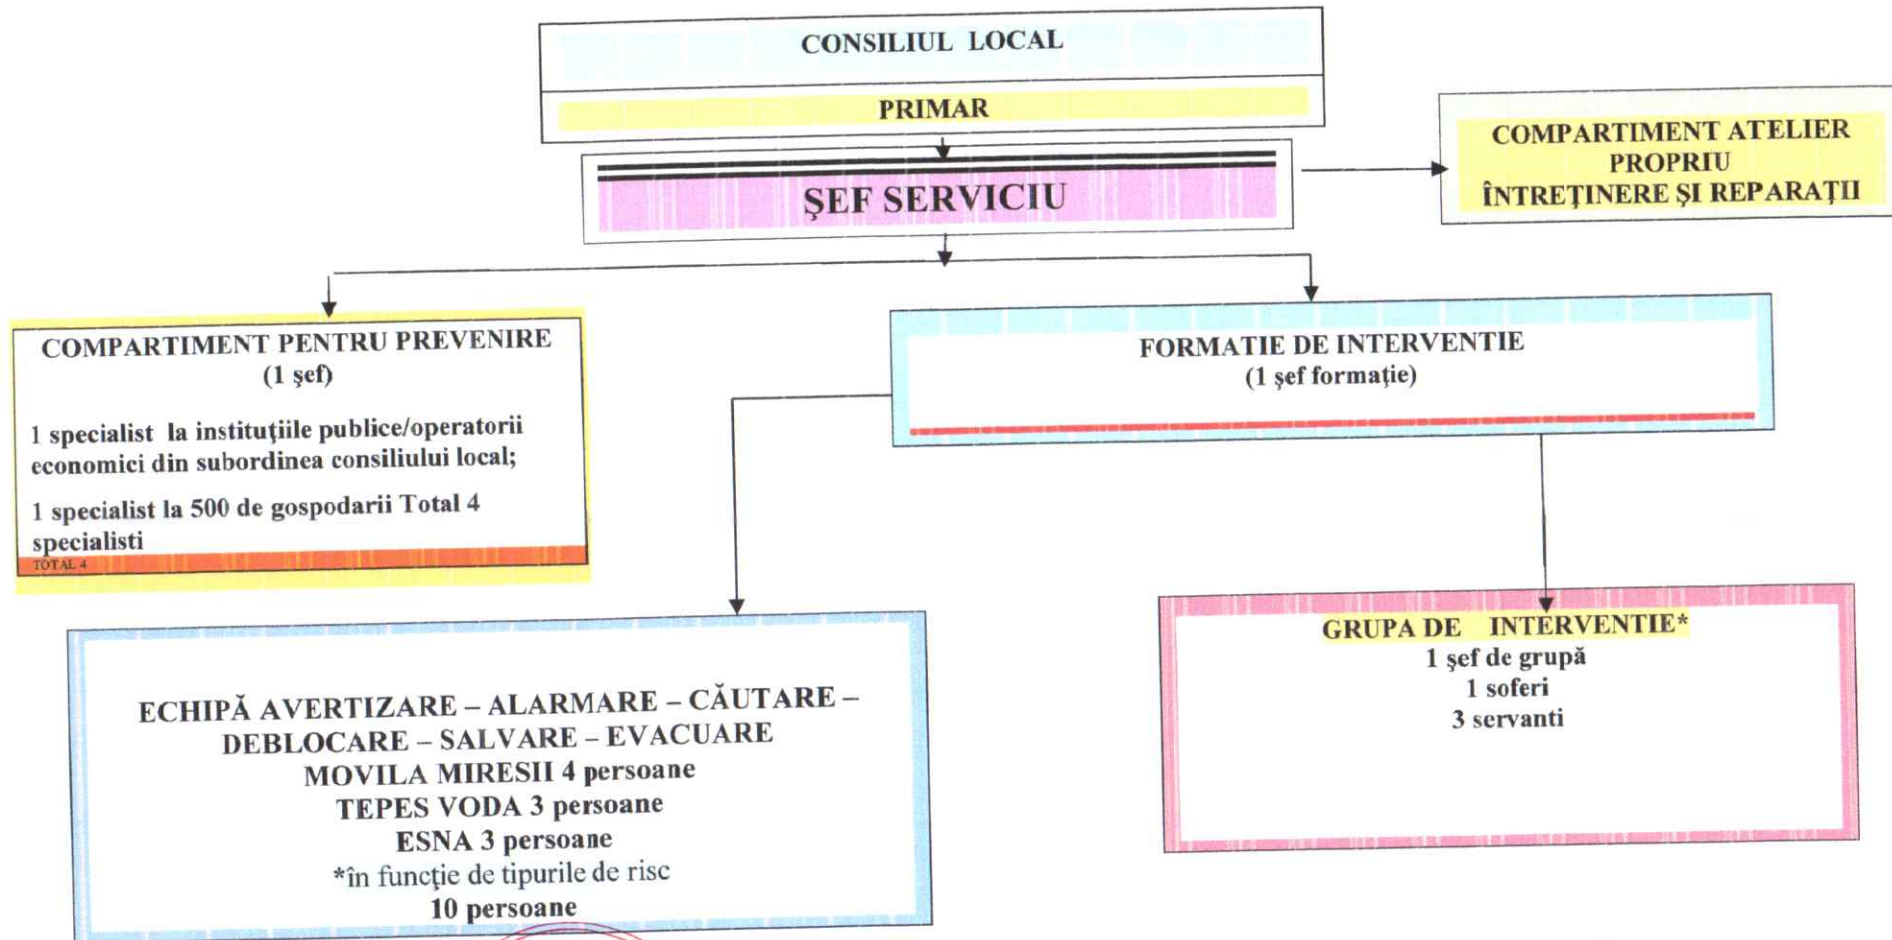 CONSILIUL LOCAL
PRIMAR
ŞEF SERVICIU
COMPARTIMENT ATELIER
PROPRIU
ÎNTREŢINERE ŞI REPARAŢII
COMPARTIMENT PENTRU PREVENIRE
(1 şef)
1 specialist la instituţiile publice/operatorii
economici din subordinea consiliului local;
1 specialist la 500 de gospodarii Total 4
specialisti
TOTAL 4
FORMATIE DE INTERVENTIE
(1 şef formaţie)
ECHIPĂ AVERTIZARE – ALARMARE – CĂUTARE –
DEBLOCARE – SALVARE – EVACUARE
MOVILA MIRESII 4 persoane
TEPES VODA 3 persoane
ESNA 3 persoane
*în funcţie de tipurile de risc
10 persoane
GRUPA DE INTERVENTIE*
1 şef de grupă
1 soferi
3 servanti